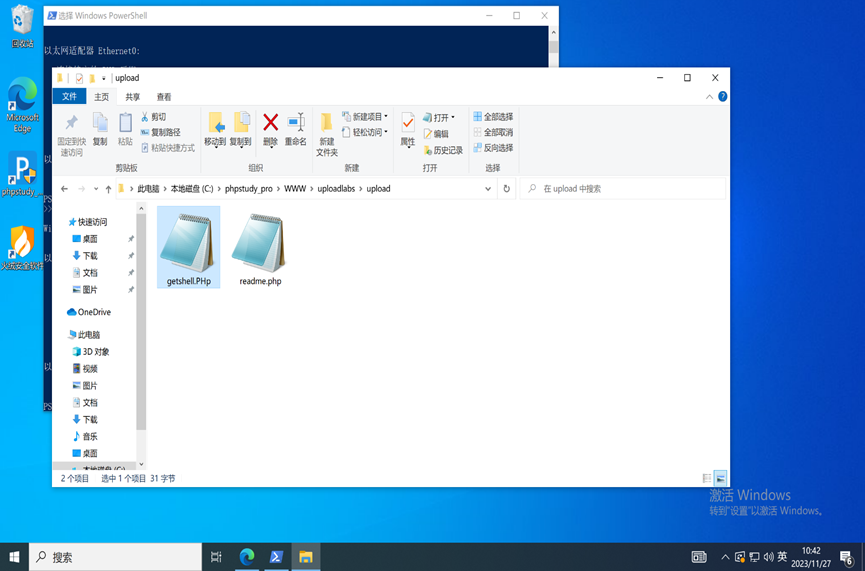 回收站
Microsoft
Edge
phpstudy_
火绒安全软件
选择 Windows PowerShell
以太网适配器 Ethernet0:
upload
文件 主页 共享 查看
固定到快
速访问
复制
粘贴
剪切
复制路径
粘贴快捷方式
剪贴板
移动到 复制到 删除 重命名
组织
新建
文件夹
新建项目
轻松访问
新建
属性
打开
编辑
历史记录
打开
全部选择
全部取消
反向选择
选择
此电脑 > 本地磁盘 (C:) > phpstudy_pro > WWW > uploadlabs > upload
在 upload 中搜索
快速访问
桌面
下载
文档
图片
OneDrive
此电脑
3D 对象
视频
图片
文档
下载
音乐
桌面
本地磁盘 (C:)
getshell.PHp
readme.php
2 个项目 选中 1 个项目 31 字节
激活 Windows
转到"设置"以激活 Windows。
搜索
英
10:42
2023/11/27
6